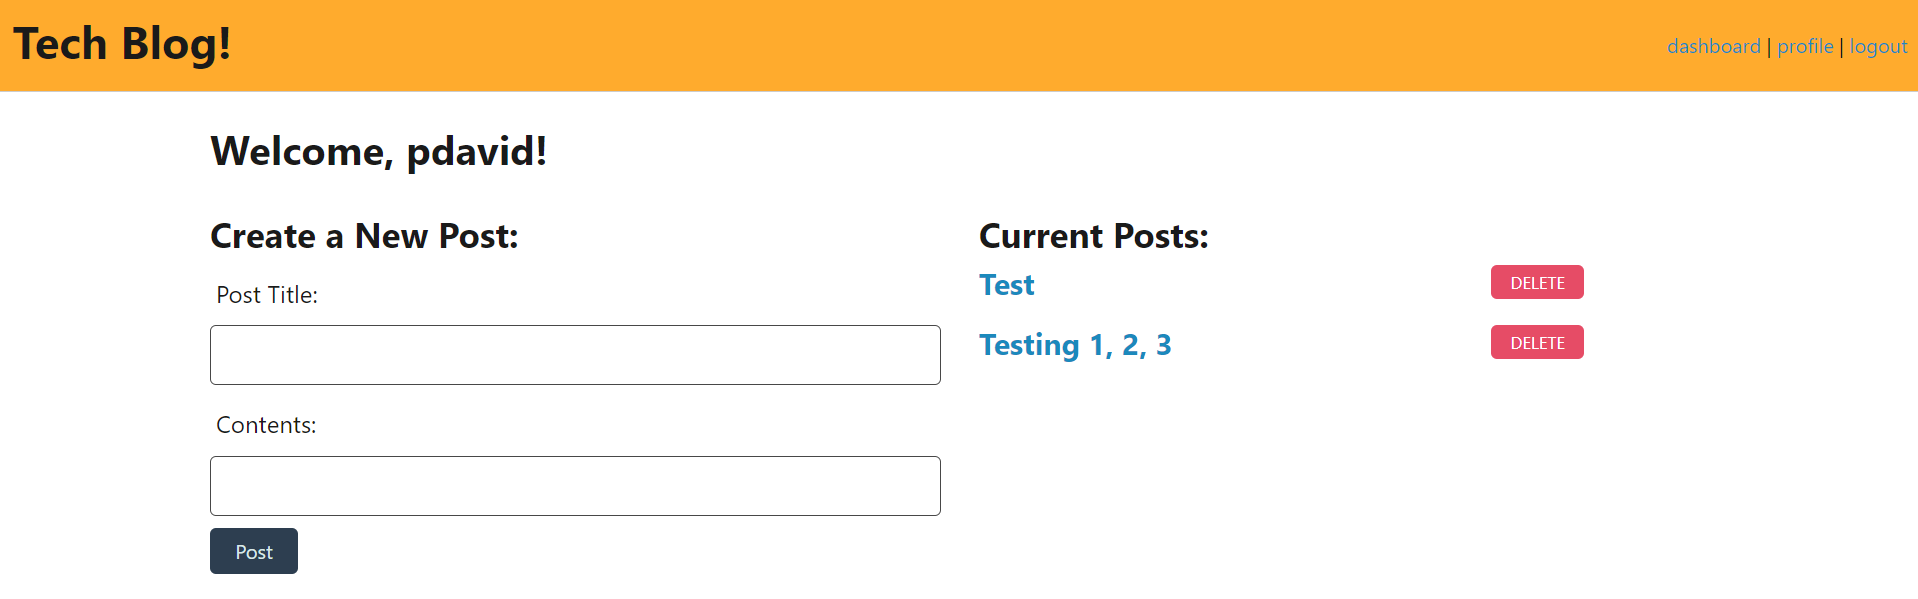 Tech Blog!
dashboard | profile | logout
Welcome, pdavid!
Create a New Post:
Post Title:
Contents:
Post
Current Posts:
Test
DELETE
Testing 1, 2, 3
DELETE